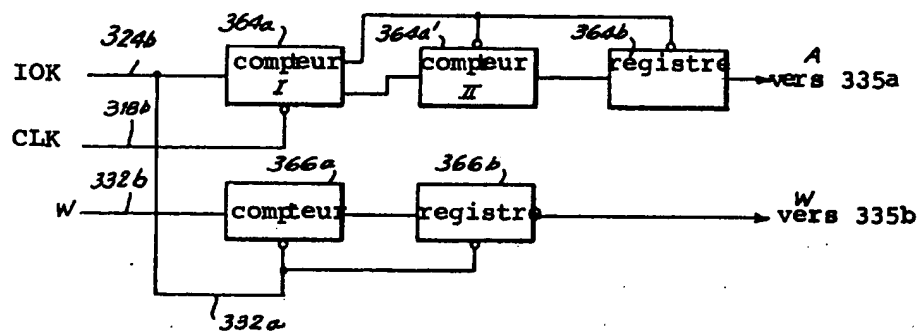 364a
324b
364a'
364b
IOK
compteur
I
compteur
II
registre
A
vers 335a
318b
CLK
366a
366b
332b
W
compteur
registre
W
vers 335b
332a